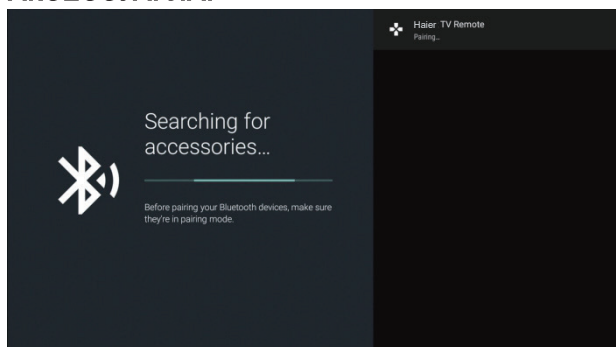 Searching for
accessories...
Before pairing your Bluetooth devices, make sure
they're in pairing mode.
Haier TV Remote
Pairing...